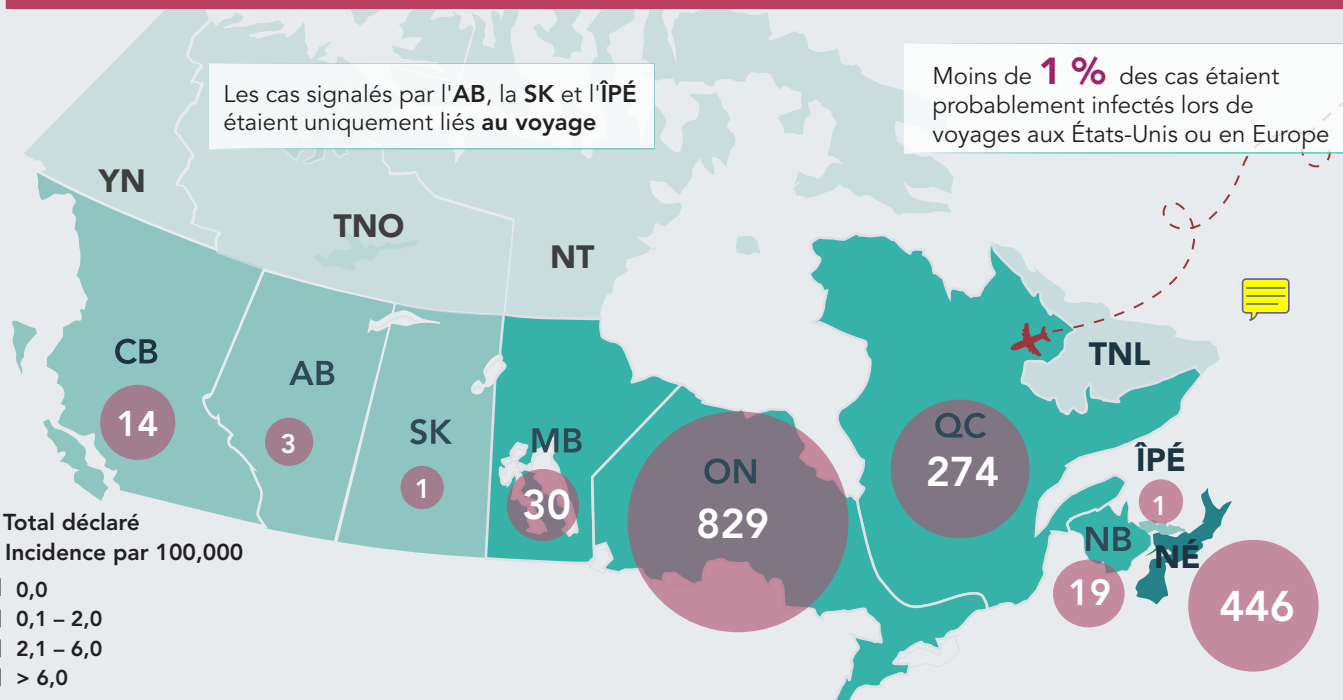 Les cas signalés par l'AB, la SK et l'ÎPÉ
étaient uniquement liés au voyage
Moins de 1 % des cas étaient
probablement infectés lors de
voyages aux États-Unis ou en Europe
YN
TNO
NT
TNL
CB
14
AB
3
SK
1
MB
30
ON
829
QC
274
ÎPÉ
1
NB
19
NÉ
446
Total déclaré
Incidence par 100,000
0,0
0,1 – 2,0
2,1 – 6,0
> 6,0